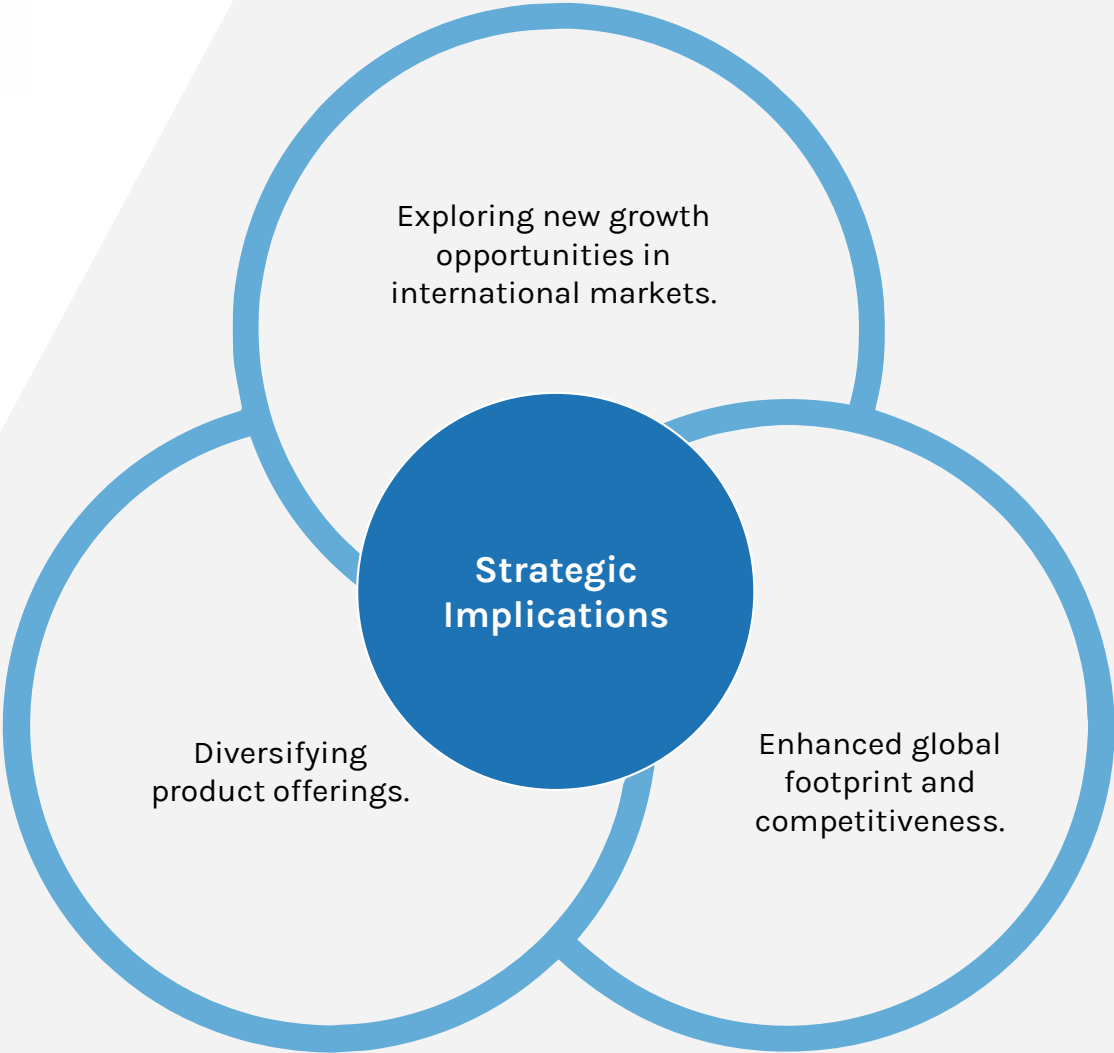 Exploring new growth
opportunities in
international markets.
Strategic
Implications
Diversifying
product offerings.
Enhanced global
footprint and
competitiveness.